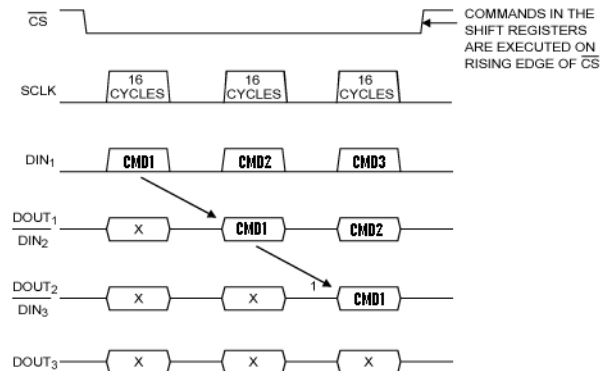 CS
COMMANDS IN THE
SHIFT REGISTERS
ARE EXECUTED ON
RISING EDGE OF CS
SCLK
16
CYCLES
16
CYCLES
16
CYCLES
DIN1
CMD1
CMD2
CMD3
DOUT1
DIN2
X
CMD1
CMD2
DOUT2
DIN3
X
X
1
CMD1
DOUT3
X
X
X